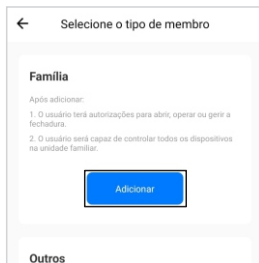 Selecione o tipo de membro
Família
Após adicionar:
1. O usuário terá autorizações para abrir, operar ou gerir a
fechadura.
2. O usuário será capaz de controlar todos os dispositivos
na unidade familiar.
Adicionar
Outros